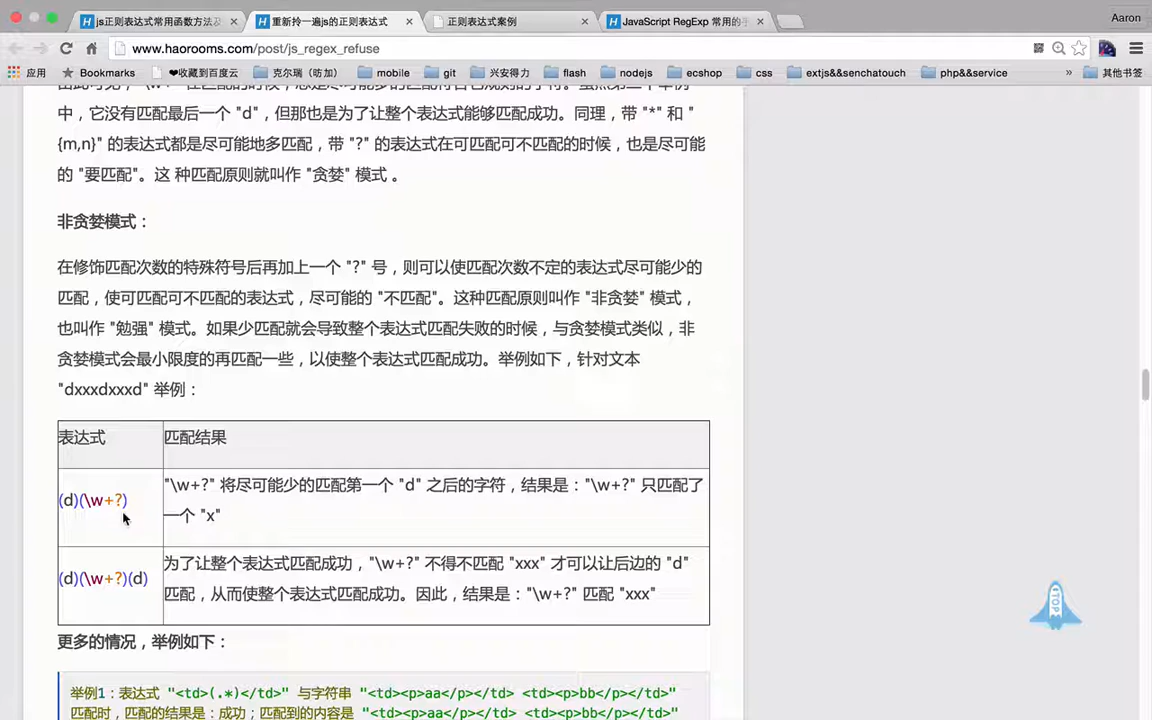 js正则表达式常用函数方法及
重新拎一遍js的正则表达式
正则表达式案例
JavaScript RegExp 常用的手
Aaron
www.haorooms.com/post/js_regex_refuse
应用
Bookmarks
❤收藏到百度云
克尔瑞（昉加）
mobile
git
兴安得力
flash
nodejs
ecshop
css
extjs&&senchatouch
php&&service
»
其他书签
中，它没有匹配最后一个 "d"，但那也是为了让整个表达式能够匹配成功。同理，带 "*" 和 "
{m,n}" 的表达式都是尽可能地多匹配，带 "?" 的表达式在可匹配可不匹配的时候，也是尽可能
的 "要匹配"。这 种匹配原则就叫作 "贪婪" 模式 。
非贪婪模式：
在修饰匹配次数的特殊符号后再加上一个 "?" 号，则可以使匹配次数不定的表达式尽可能少的
匹配，使可匹配可不匹配的表达式，尽可能的 "不匹配"。这种匹配原则叫作 "非贪婪" 模式，
也叫作 "勉强" 模式。如果少匹配就会导致整个表达式匹配失败的时候，与贪婪模式类似，非
贪婪模式会最小限度的再匹配一些，以使整个表达式匹配成功。举例如下，针对文本
"dxxxdxxxd" 举例：
表达式
匹配结果
(d)(\w+?)
"\w+?" 将尽可能少的匹配第一个 "d" 之后的字符，结果是："\w+?" 只匹配了
一个 "x"
(d)(\w+?)(d)
为了让整个表达式匹配成功，"\w+?" 不得不匹配 "xxx" 才可以让后边的 "d"
匹配，从而使整个表达式匹配成功。因此，结果是："\w+?" 匹配 "xxx"
更多的情况，举例如下：
举例1：表达式 "<td>(.*)</td>" 与字符串 "<td><p>aa</p></td> <td><p>bb</p></td>"
匹配时，匹配的结果是：成功；匹配到的内容是 "<td><p>aa</p></td> <td><p>bb</p></td>"
TOP